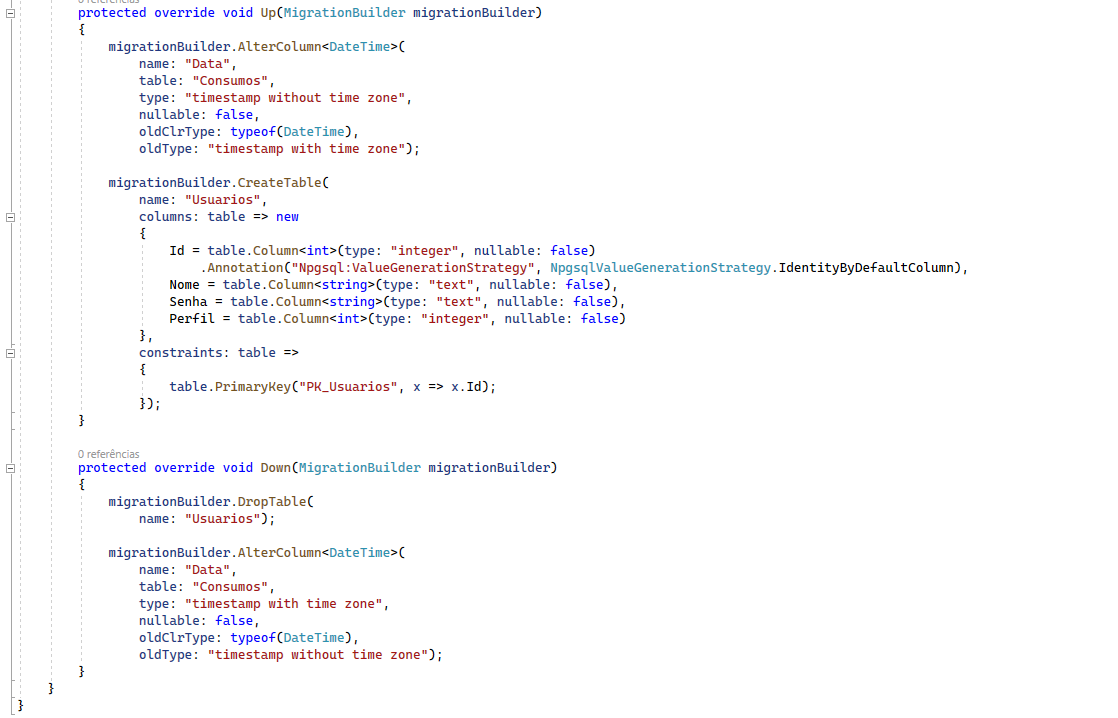 0 referências
protected override void Up(MigrationBuilder migrationBuilder)
{
migrationBuilder.AlterColumn<DateTime>(
name: "Data",
table: "Consumos",
type: "timestamp without time zone",
nullable: false,
oldClrType: typeof(DateTime),
oldType: "timestamp with time zone");
migrationBuilder.CreateTable(
name: "Usuarios",
columns: table => new
{
Id = table.Column<int>(type: "integer", nullable: false)
.Annotation("Npgsql:ValueGenerationStrategy", NpgsqlValueGenerationStrategy.IdentityByDefaultColumn),
Nome = table.Column<string>(type: "text", nullable: false),
Senha = table.Column<string>(type: "text", nullable: false),
Perfil = table.Column<int>(type: "integer", nullable: false)
},
constraints: table =>
{
table.PrimaryKey("PK_Usuarios", x => x.Id);
});
}
0 referências
protected override void Down(MigrationBuilder migrationBuilder)
{
migrationBuilder.DropTable(
name: "Usuarios");
migrationBuilder.AlterColumn<DateTime>(
name: "Data",
table: "Consumos",
type: "timestamp with time zone",
nullable: false,
oldClrType: typeof(DateTime),
oldType: "timestamp without time zone");
}
}
}